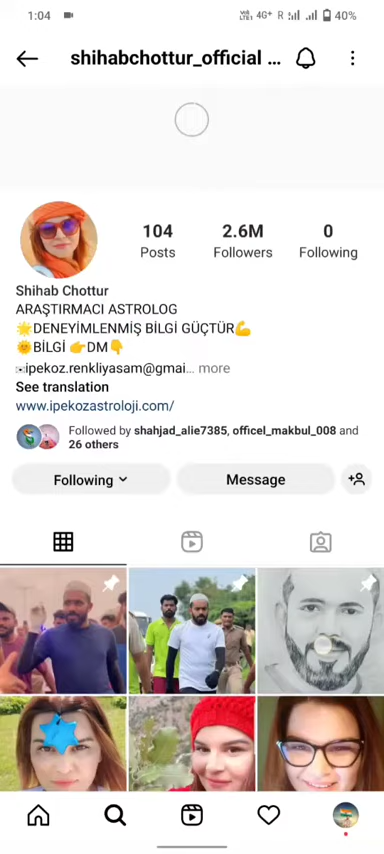 1:04 VoLTE1 4G+ R 40%
shihabchottur_official ...
104
2.6M
0
Posts
Followers
Following
Shihab Chottur
ARAŞTIRMACI ASTROLOG
🌟DENEYİMLENMİŞ BİLGİ GÜÇTÜR💪
🌞BİLGİ 👉DM👇
📧ipekoz.renkliyasam@gmai... more
See translation
www.ipekozastroloji.com/
Followed by shahjad_alie7385, officel_makbul_008 and
26 others
Following
Message